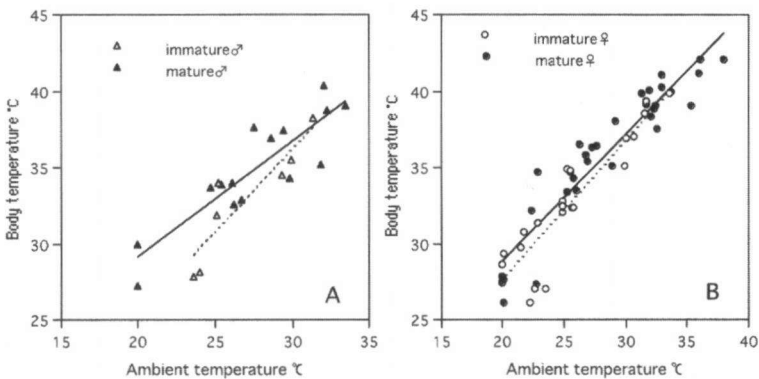 45
40
35
30
25
Body temperature °C
△ immature♂
▲ mature♂
A
15 20 25 30 35
Ambient temperature ℃
45
40
35
30
25
Body temperature °C
○ immature♀
● mature♀
B
15 20 25 30 35 40
Ambient temperature ℃